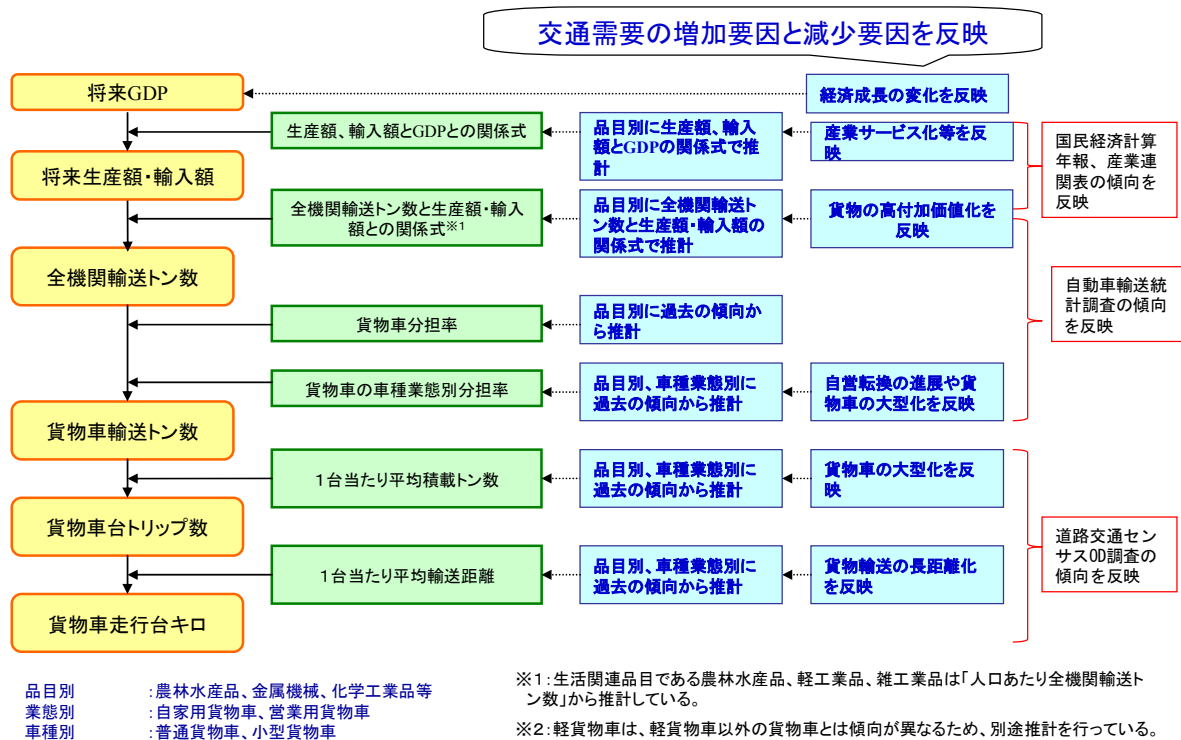 交通需要の増加要因と減少要因を反映
将来GDP
経済成長の変化を反映
生産額、輸入額とGDPとの関係式
品目別に生産額、輸入
額とGDPの関係式で推
計
産業サービス化等を反
映
国民経済計算
年報、産業連
関表の傾向を
反映
将来生産額・輸入額
全機関輸送トン数と生産額・輸入
額との関係式※1
品目別に全機関輸送ト
ン数と生産額・輸入額の
関係式で推計
貨物の高付加価値化を
反映
全機関輸送トン数
自動車輸送統
計調査の傾向
を反映
貨物車分担率
品目別に過去の傾向か
ら推計
貨物車の車種業態別分担率
品目別、車種業態別に
過去の傾向から推計
自営転換の進展や貨
物車の大型化を反映
貨物車輸送トン数
1台当たり平均積載トン数
品目別、車種業態別に
過去の傾向から推計
貨物車の大型化を反
映
貨物車台トリップ数
道路交通セン
サスOD調査の
傾向を反映
1台当たり平均輸送距離
品目別、車種業態別に
過去の傾向から推計
貨物輸送の長距離化
を反映
貨物車走行台キロ
品目別 :農林水産品、金属機械、化学工業品等
業態別 :自家用貨物車、営業用貨物車
車種別 :普通貨物車、小型貨物車
※1:生活関連品目である農林水産品、軽工業品、雑工業品は「人口あたり全機関輸送ト
ン数」から推計している。
※2:軽貨物車は、軽貨物車以外の貨物車とは傾向が異なるため、別途推計を行っている。